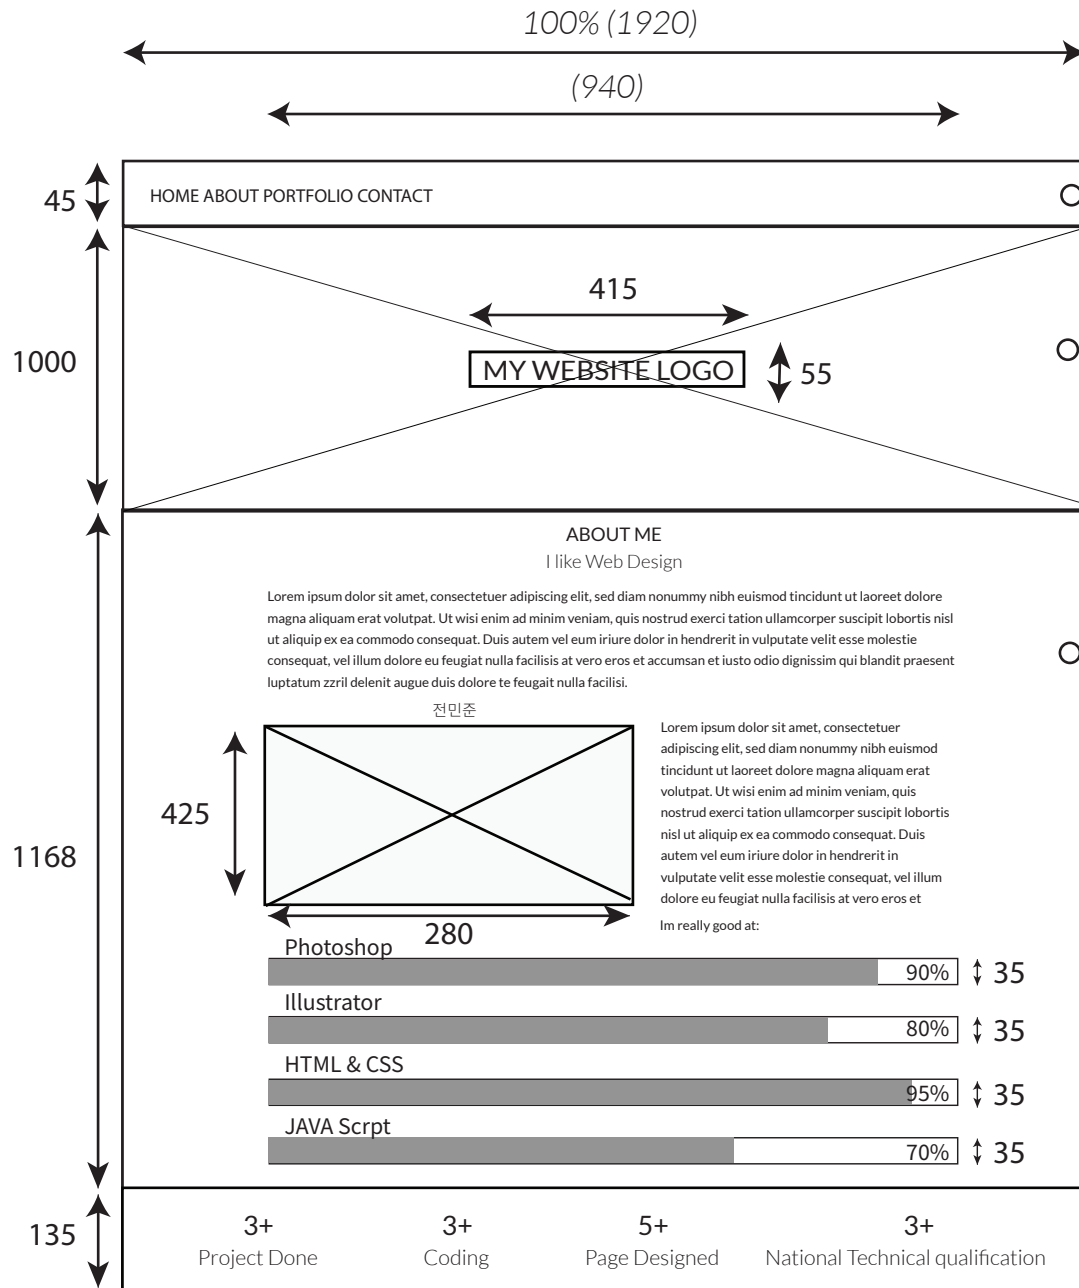 100% (1920)
(940)
45
HOME ABOUT PORTFOLIO CONTACT
1000
415
MY WEBSITE LOGO
55
1168
ABOUT ME
I like Web Design
Lorem ipsum dolor sit amet, consectetuer adipiscing elit, sed diam nonummy nibh euismod tincidunt ut laoreet dolore
magna aliquam erat volutpat. Ut wisi enim ad minim veniam, quis nostrud exerci tation ullamcorper suscipit lobortis nisl
ut aliquip ex ea commodo consequat. Duis autem vel eum iriure dolor in hendrerit in vulputate velit esse molestie
consequat, vel illum dolore eu feugiat nulla facilisis at vero eros et accumsan et iusto odio dignissim qui blandit praesent
luptatum zzril delenit augue duis dolore te feugait nulla facilisi.
전민준
425
280
Lorem ipsum dolor sit amet, consectetuer
adipiscing elit, sed diam nonummy nibh euismod
tincidunt ut laoreet dolore magna aliquam erat
volutpat. Ut wisi enim ad minim veniam, quis
nostrud exerci tation ullamcorper suscipit lobortis
nisl ut aliquip ex ea commodo consequat. Duis
autem vel eum iriure dolor in hendrerit in
vulputate velit esse molestie consequat, vel illum
dolore eu feugiat nulla facilisis at vero eros et
Im really good at:
Photoshop
90% 35
Illustrator
80% 35
HTML & CSS
95% 35
JAVA Scrpt
70% 35
135
3+ 3+ 5+ 3+
Project Done Coding Page Designed National Technical qualification